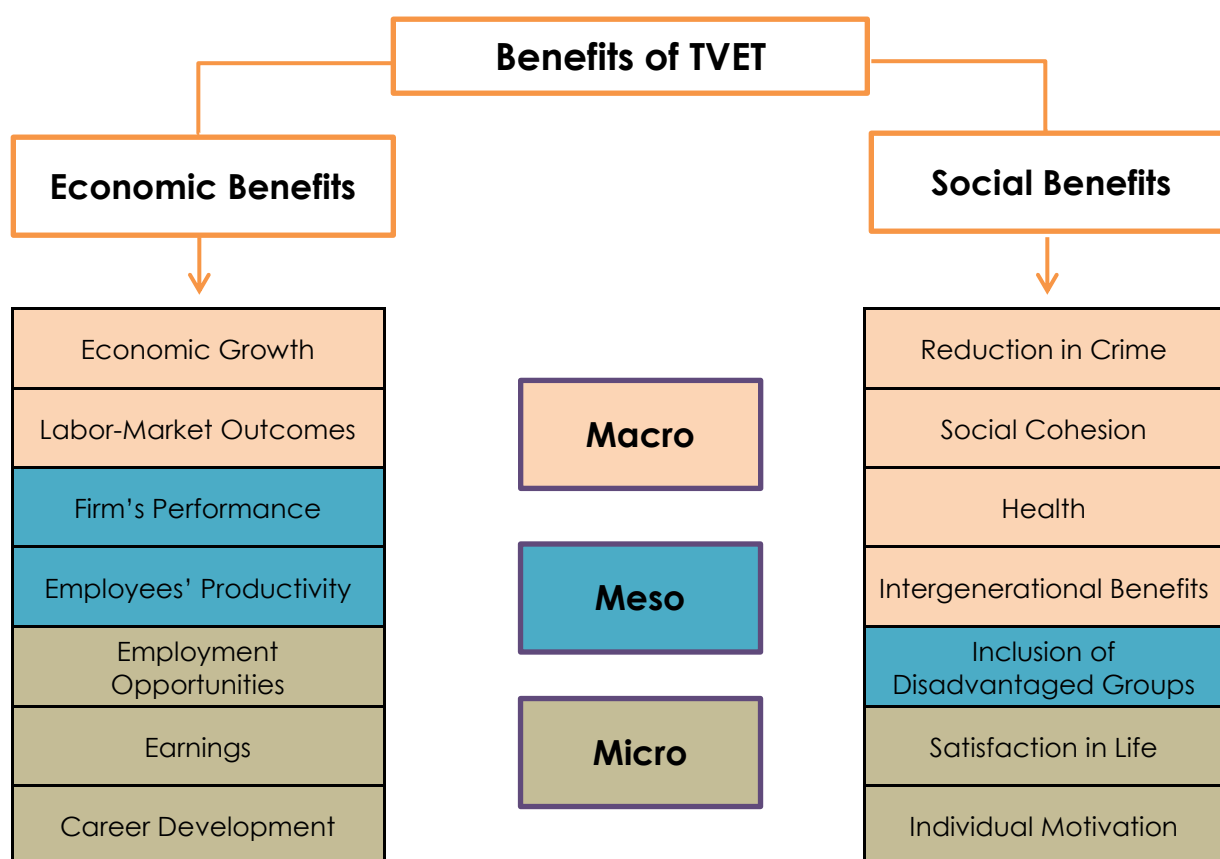 Benefits of TVET
Economic Benefits
Economic Growth
Labor-Market Outcomes
Firm’s Performance
Employees’ Productivity
Employment
Opportunities
Earnings
Career Development
Macro
Meso
Micro
Social Benefits
Reduction in Crime
Social Cohesion
Health
Intergenerational Benefits
Inclusion of
Disadvantaged Groups
Satisfaction in Life
Individual Motivation